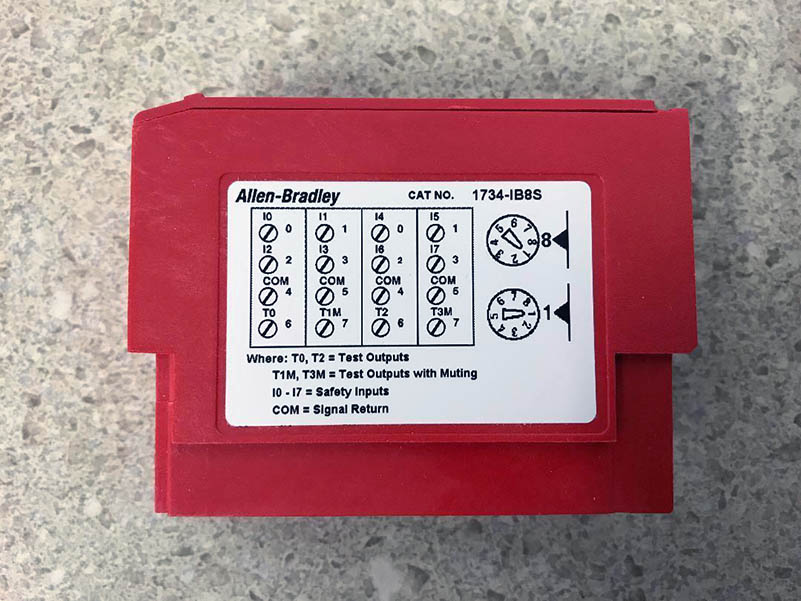 Allen-Bradley CAT NO. 1734-IB8S
I0 I1 I4 I5
0 1 0 1
I2 I3 I6 I7
2 3 2 3
COM COM COM COM
4 5 4 5
T0 T1M T2 T3M
6 7 6 7
8
1
Where: T0, T2 = Test Outputs
T1M, T3M = Test Outputs with Muting
I0 - I7 = Safety Inputs
COM = Signal Return